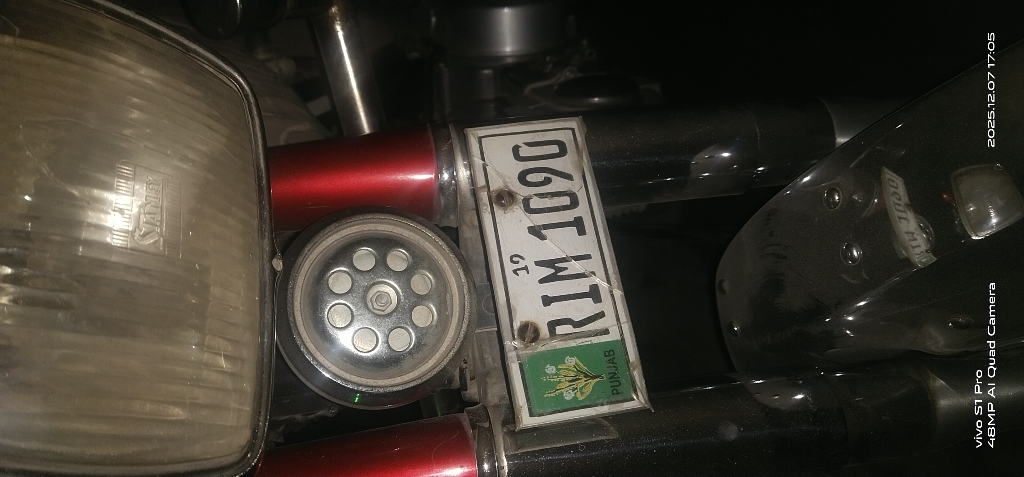 19
RIM 1090
PUNJAB
vivo S1 Pro
48MP AI Quad Camera
2025.12.07 17:05